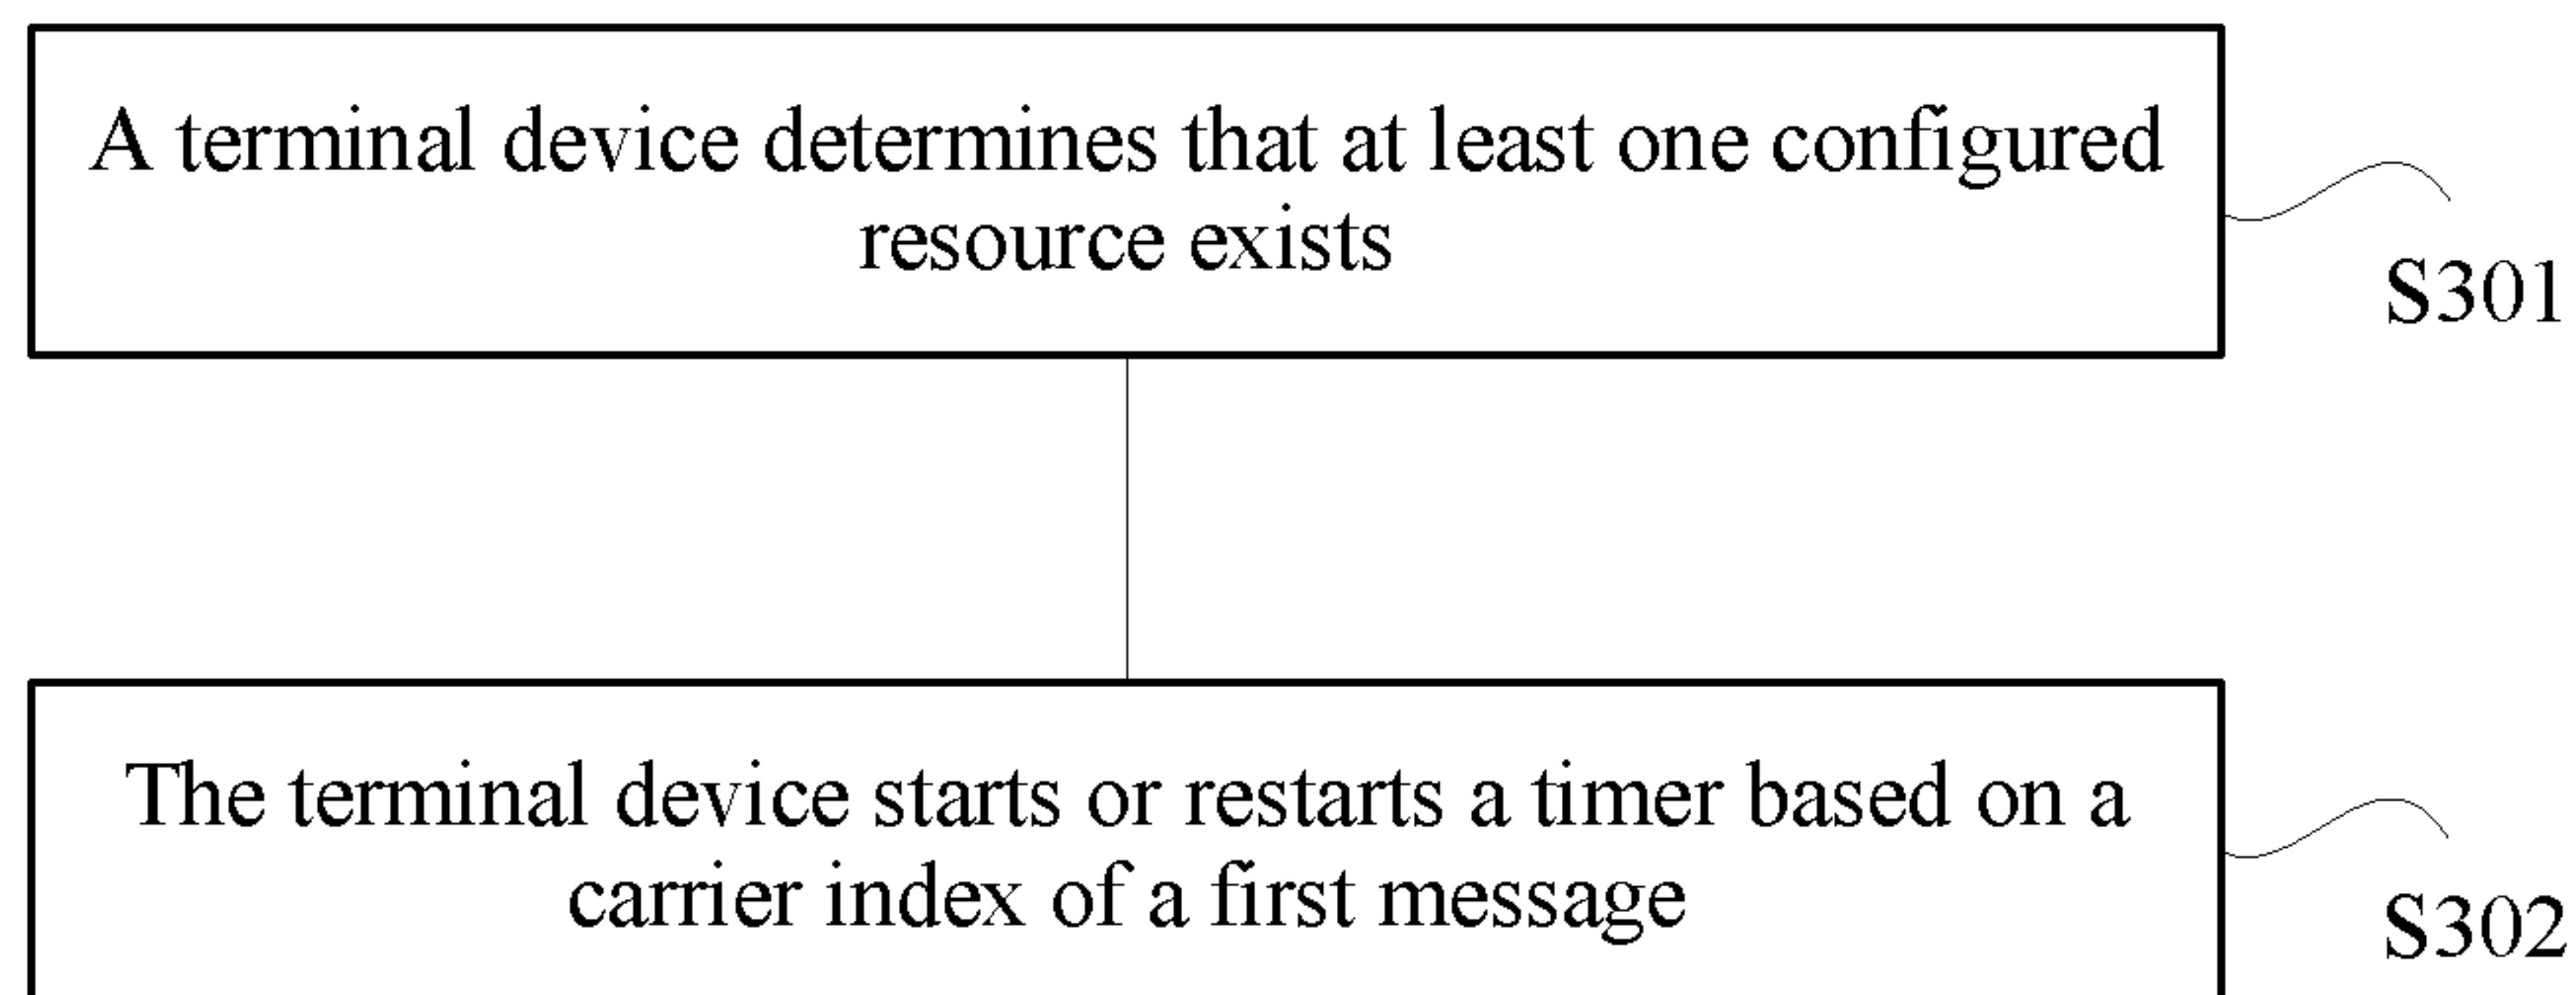 A terminal device determines that at least one configured
resource exists
S301
The terminal device starts or restarts a timer based on a
carrier index of a first message
S302